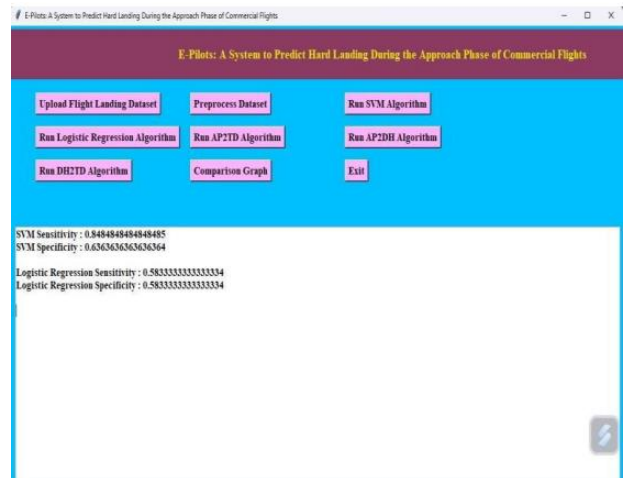 E-Pilots: A System to Predict Hard Landing During the Approach Phase of Commercial Flights
E-Pilots: A System to Predict Hard Landing During the Approach Phase of Commercial Flights
Upload Flight Landing Dataset Preprocess Dataset Run SVM Algorithm
Run Logistic Regression Algorithm Run AP2TD Algorithm Run AP2DH Algorithm
Run DH2TD Algorithm Comparison Graph Exit
SVM Sensitivity : 0.8484848484848485
SVM Specificity : 0.6363636363636364
Logistic Regression Sensitivity : 0.5833333333333334
Logistic Regression Specificity : 0.5833333333333334